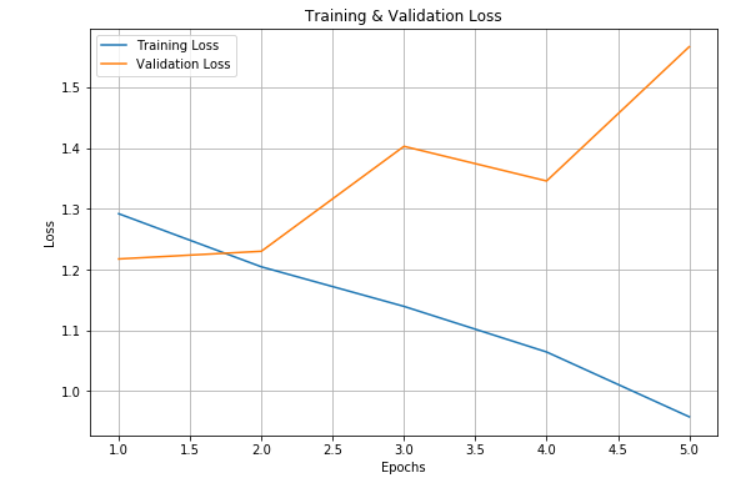 Training & Validation Loss
Training Loss
Validation Loss
Loss
1.5
1.4
1.3
1.2
1.1
1.0
1.0 1.5 2.0 2.5 3.0 3.5 4.0 4.5 5.0
Epochs